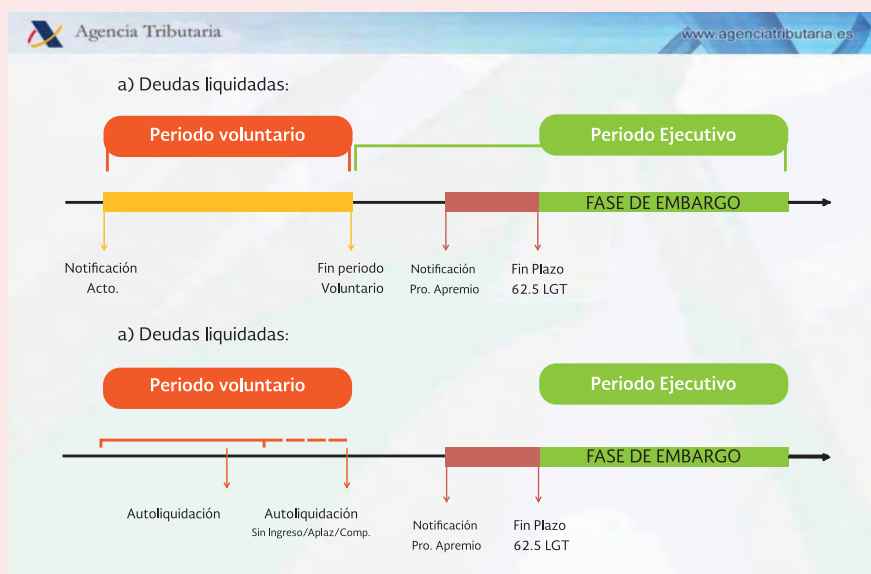 Agencia Tributaria
www.agenciatributaria.es
a) Deudas liquidadas:
Periodo voluntario
Periodo Ejecutivo
FASE DE EMBARGO
Notificación
Acto.
Fin periodo
Voluntario
Notificación
Pro. Apremio
Fin Plazo
62.5 LGT
a) Deudas liquidadas:
Periodo voluntario
Periodo Ejecutivo
FASE DE EMBARGO
Autoliquidación
Autoliquidación
Sin Ingreso/Aplaz/Comp.
Notificación
Pro. Apremio
Fin Plazo
62.5 LGT